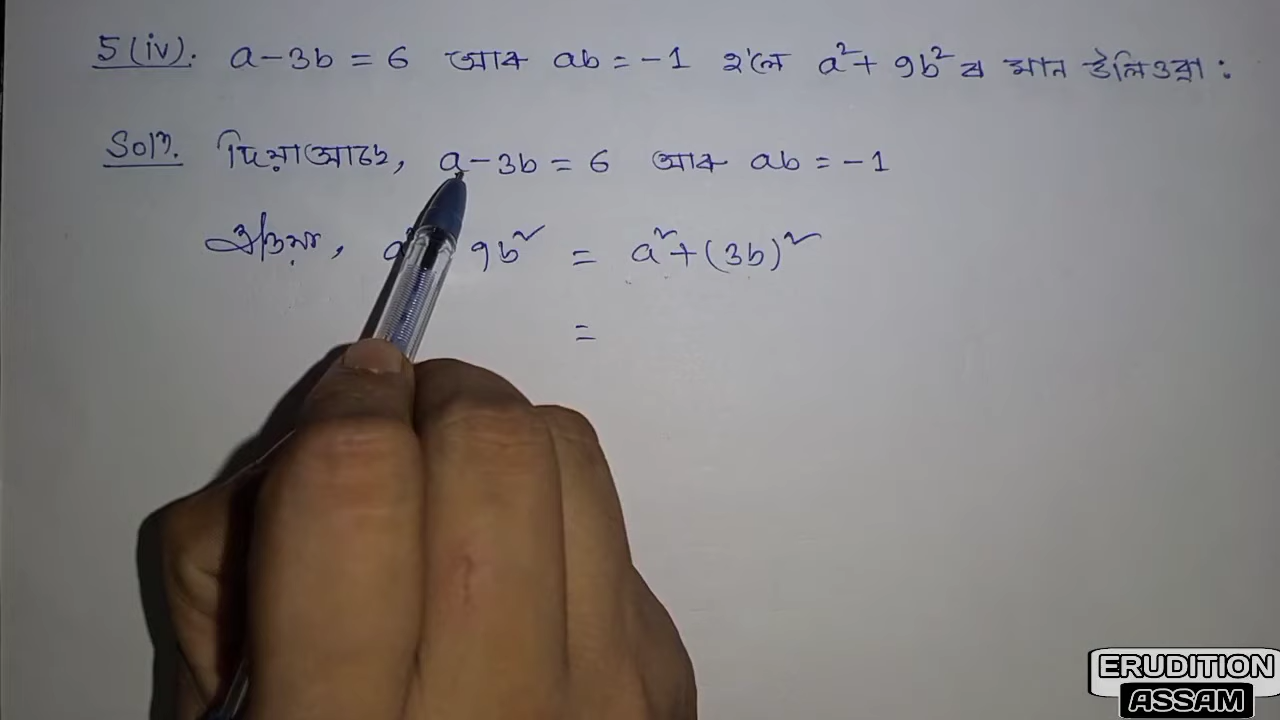 5(iv). a-3b = 6 আৰু ab = -1 হ'লে a²+ 9b² ৰ মান উলিওৱা :
Solⁿ. দিয়া আছে, a-3b = 6 আৰু ab = -1
এতিয়া, a² 9b² = a²+(3b)²
=
ERUDITION
ASSAM